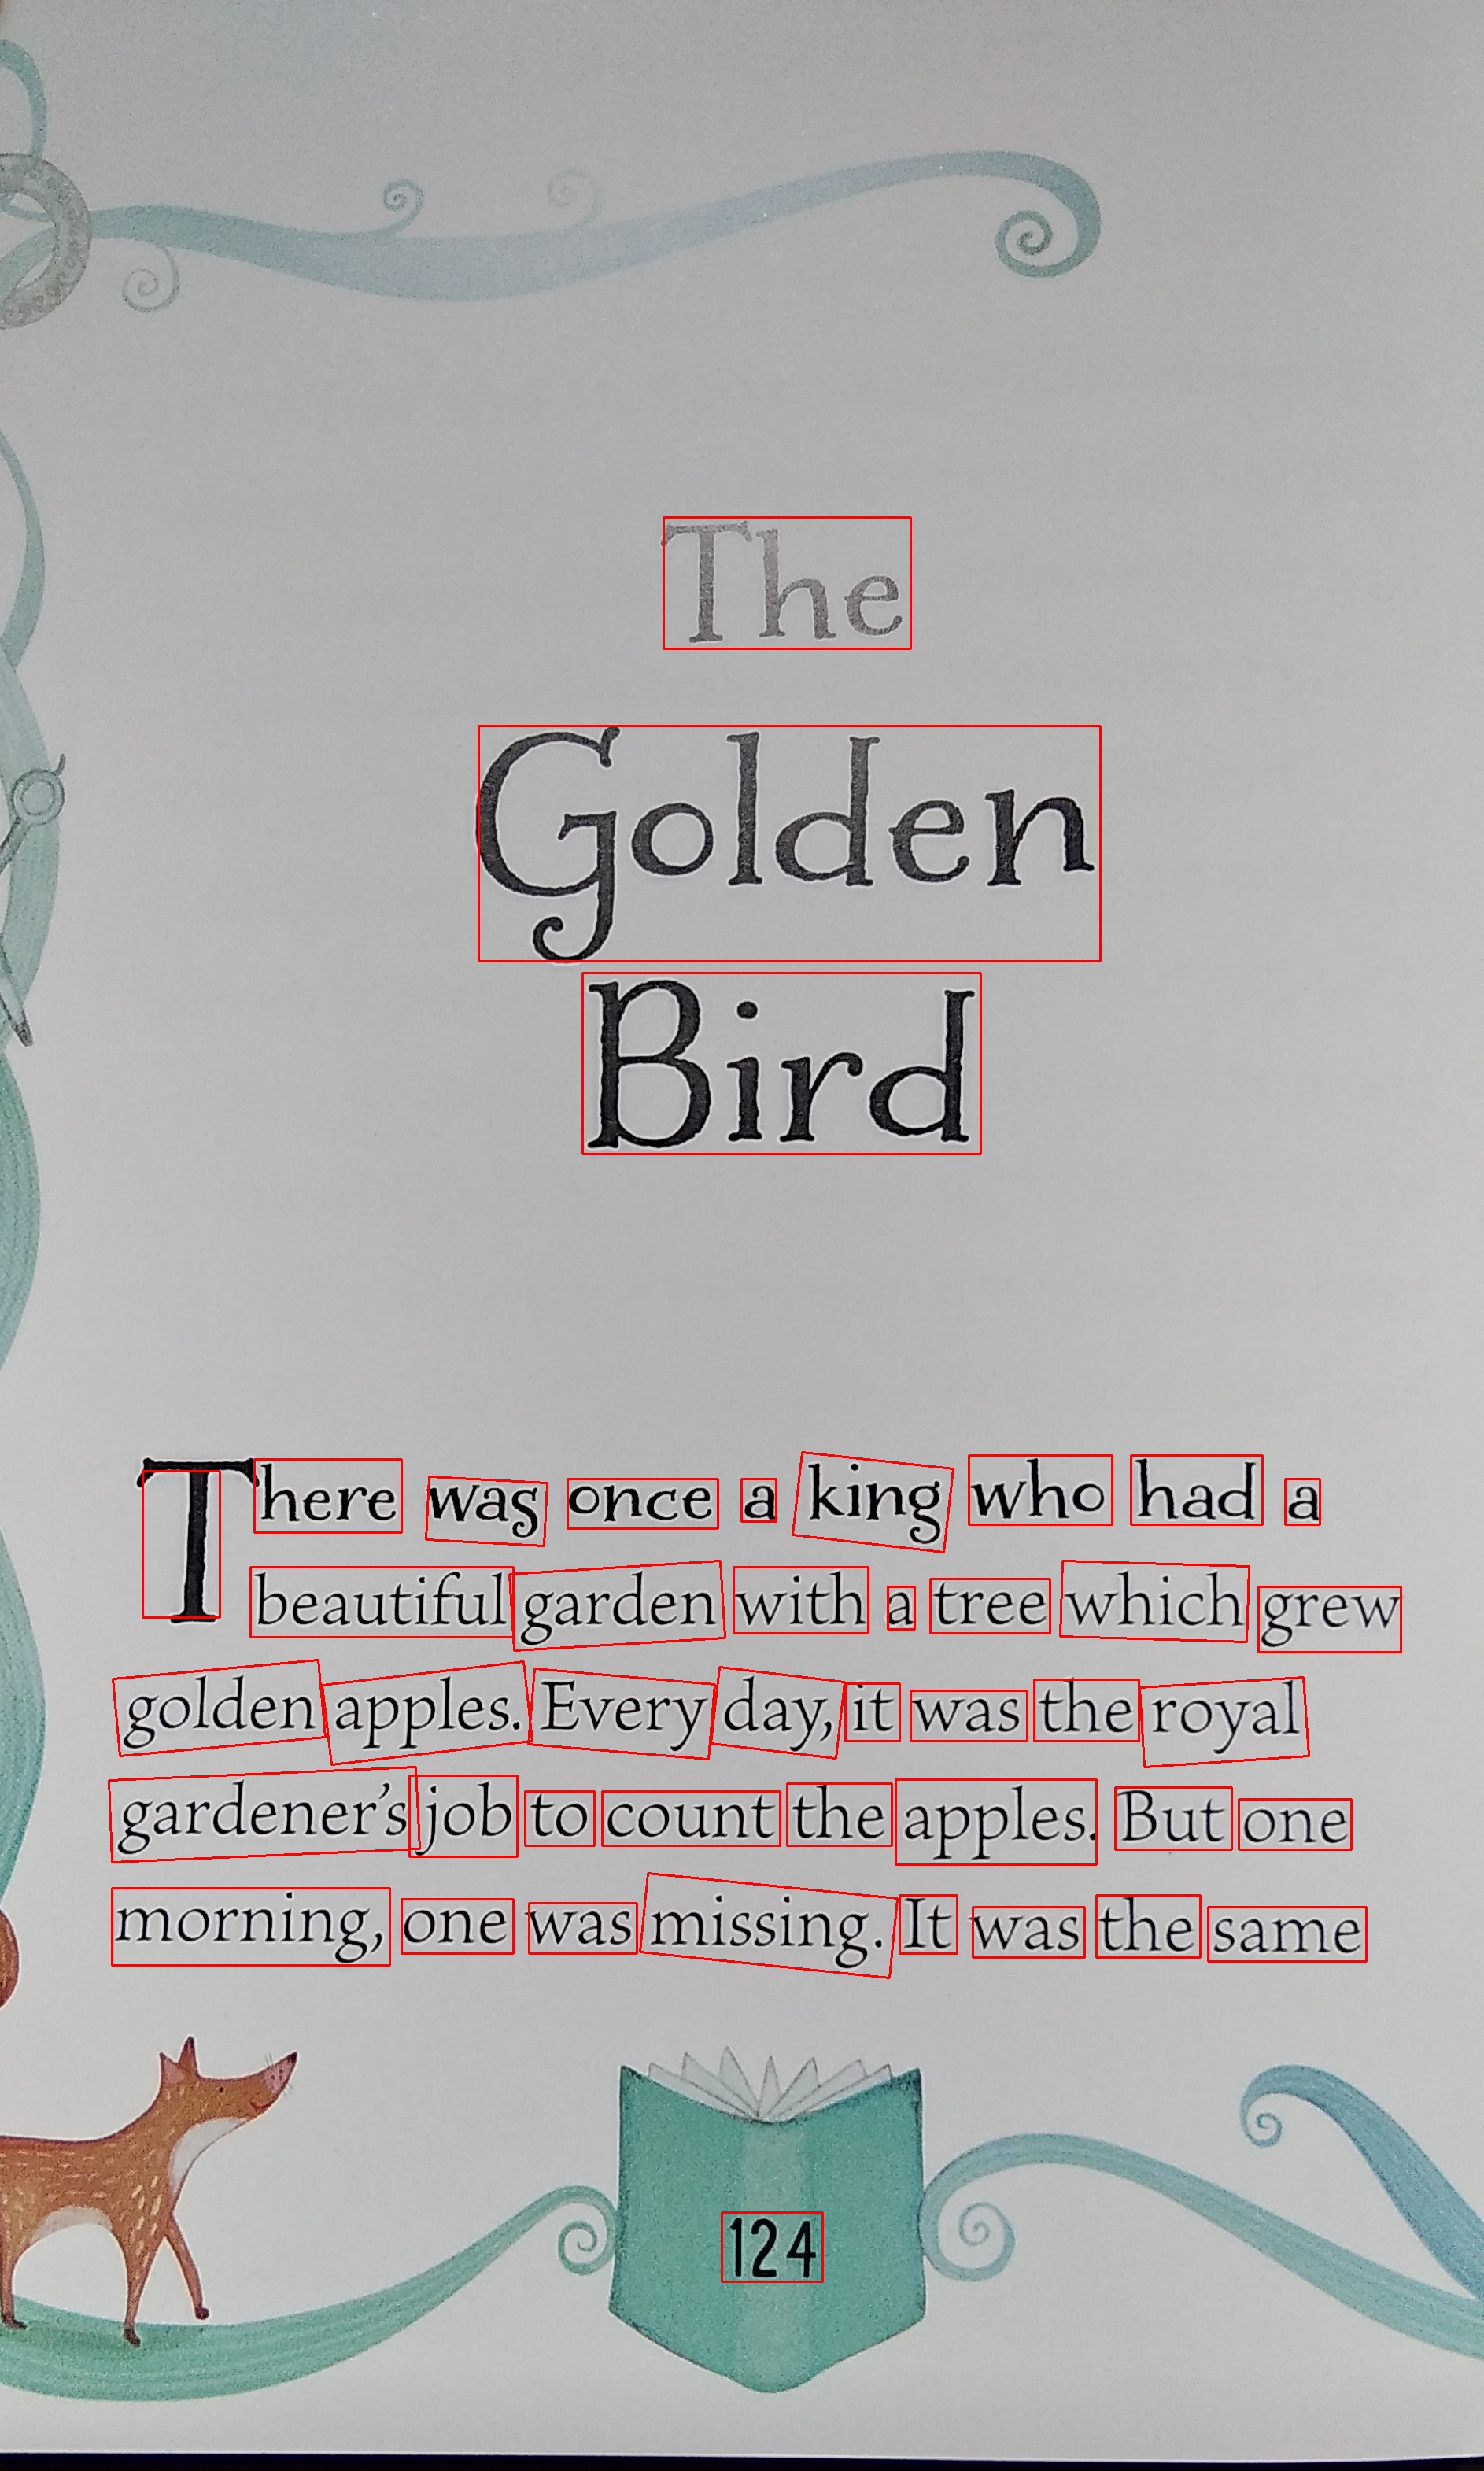 The
Golden
Bird
There was once a king who had a
beautiful garden with a tree which grew
golden apples. Every day, it was the royal
gardener’s job to count the apples. But one
morning, one was missing. It was the same
124